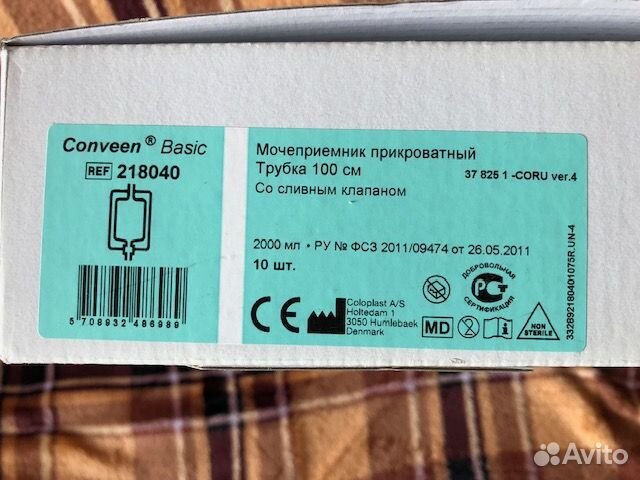 Conveen® Basic
REF 218040
5 708932 486989
Мочеприемник прикроватный
Трубка 100 см
37 825 1 -CORU ver.4
Со сливным клапаном
2000 мл • РУ № ФСЗ 2011/09474 от 26.05.2011
10 шт.
CE
Coloplast A/S
Holtedam 1
3050 Humlebaek
Denmark
ДОБРОВОЛЬНАЯ
РСТ
СЕРТИФИКАЦИЯ
MD
NON
STERILE
332892180401075R.UN-4
Avito